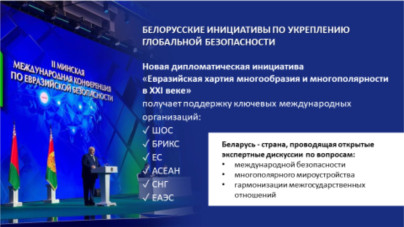 II МИНСКАЯ
МЕЖДУНАРОДНАЯ КОНФЕРЕНЦИЯ
ПО ЕВРАЗИЙСКОЙ БЕЗОПАСНОСТИ
БЕЛОРУССКИЕ ИНИЦИАТИВЫ ПО УКРЕПЛЕНИЮ
ГЛОБАЛЬНОЙ БЕЗОПАСНОСТИ
Новая дипломатическая инициатива
«Евразийская хартия многообразия и многополярности
в XXI веке»
получает поддержку ключевых международных
организаций:
✓ ШОС
✓ БРИКС
✓ ЕС
✓ АСЕАН
✓ СНГ
✓ ЕАЭС
Беларусь - страна, проводящая открытые
экспертные дискуссии по вопросам:
• международной безопасности
• многополярного мироустройства
• гармонизации межгосударственных
отношений